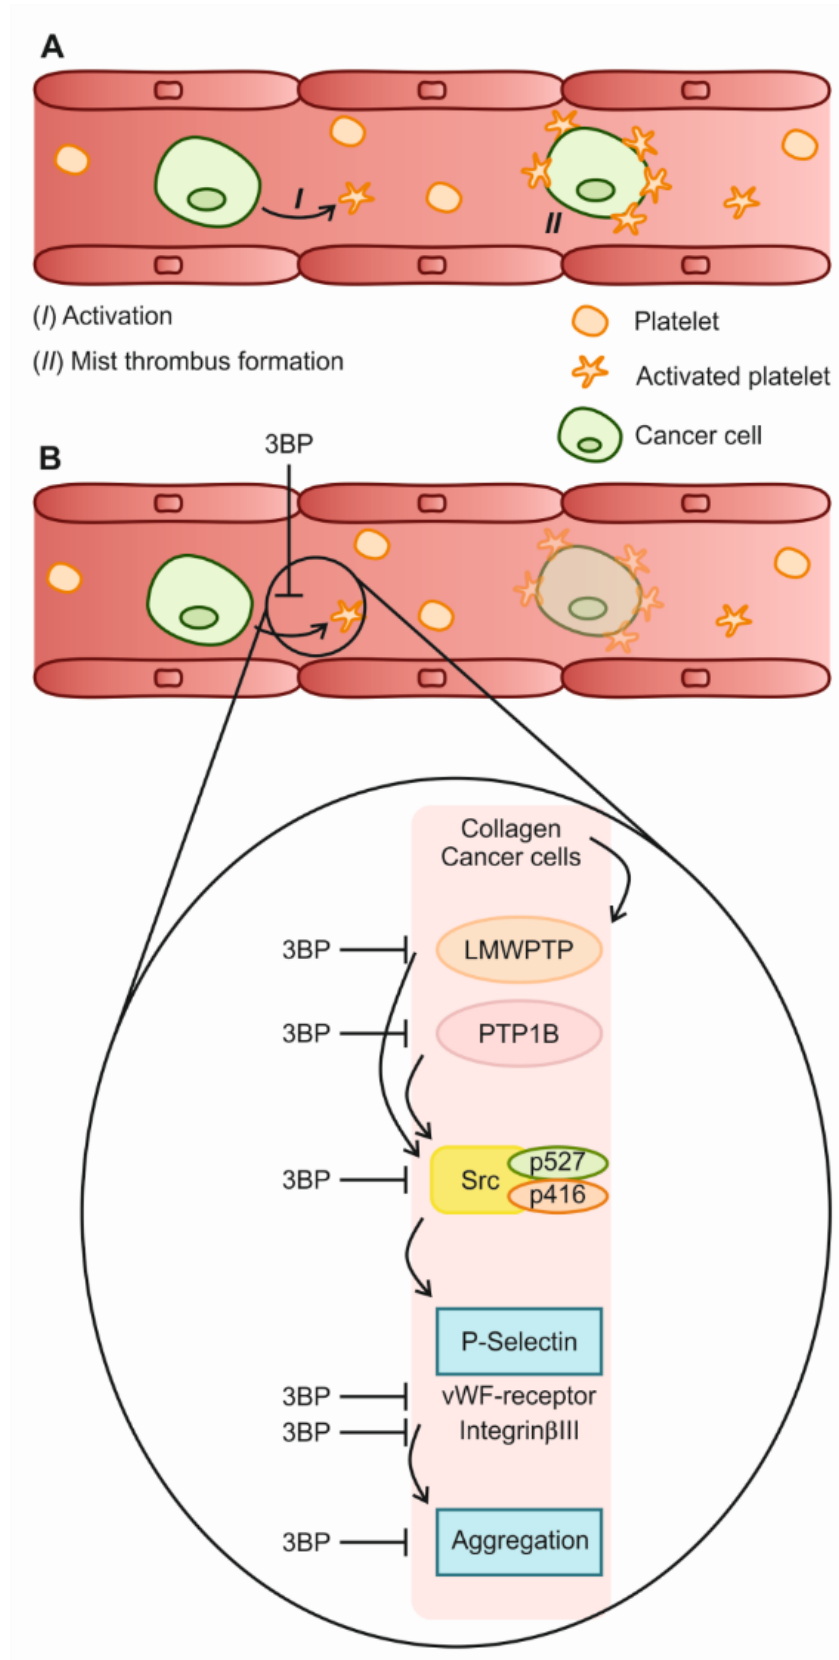 A
I
II
(I) Activation
(II) Mist thrombus formation
Platelet
Activated platelet
Cancer cell
B
3BP
Collagen
Cancer cells
3BP
LMWPTP
3BP
PTP1B
3BP
Src
p527
p416
P-Selectin
3BP
vWF-receptor
3BP
IntegrinβIII
3BP
Aggregation